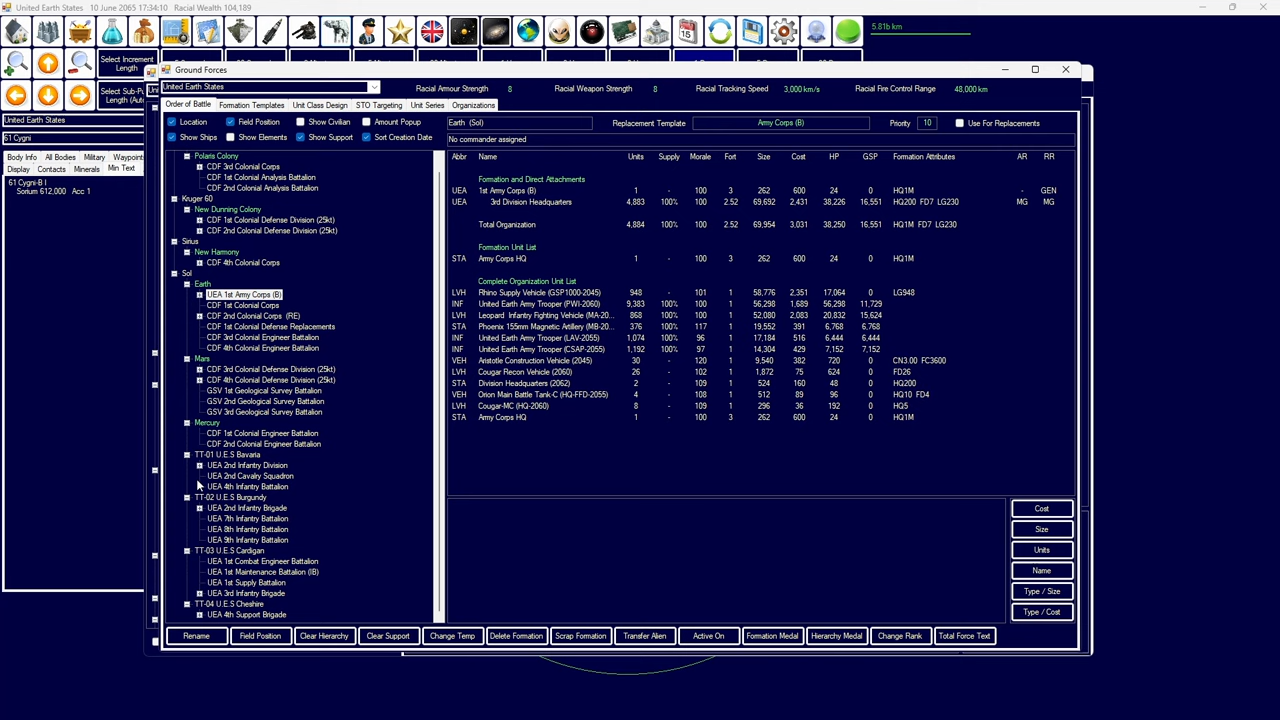 United Earth States   10 June 2065 17:34:10   Racial Wealth 104,189
5.81b km
Select Increment Length
Ground Forces
United Earth States
Racial Armour Strength 8
Racial Weapon Strength 8
Racial Tracking Speed 3,000 km/s
Racial Fire Control Range 48,000 km
Order of Battle
Formation Templates
Unit Class Design
STO Targeting
Unit Series
Organizations
Location
Field Position
Show Civilian
Amount Popup
Show Ships
Show Elements
Show Support
Sort Creation Date
Earth (Sol)
Replacement Template
Army Corps (B)
Priority 10
Use For Replacements
No commander assigned
United Earth States
61 Cygni
Body Info All Bodies Military Waypoint
Display Contacts Minerals Min Text
61 Cygni-B I
Sorium 612,000 Acc 1
Polaris Colony
CDF 3rd Colonial Corps
CDF 1st Colonial Analysis Battalion
CDF 2nd Colonial Analysis Battalion
Kruger 60
New Dunning Colony
CDF 1st Colonial Defense Division (25kt)
CDF 2nd Colonial Defense Division (25kt)
Sirius
New Harmony
CDF 4th Colonial Corps
Sol
Earth
UEA 1st Army Corps (B)
CDF 1st Colonial Corps
CDF 2nd Colonial Corps (RE)
CDF 1st Colonial Defense Replacements
CDF 3rd Colonial Engineer Battalion
CDF 4th Colonial Engineer Battalion
Mars
CDF 3rd Colonial Defense Division (25kt)
CDF 4th Colonial Defense Division (25kt)
GSV 1st Geological Survey Battalion
GSV 2nd Geological Survey Battalion
GSV 3rd Geological Survey Battalion
Mercury
CDF 1st Colonial Engineer Battalion
CDF 2nd Colonial Engineer Battalion
TT-01 U.E.S Bavaria
UEA 2nd Infantry Division
UEA 2nd Cavalry Squadron
UEA 4th Infantry Battalion
TT-02 U.E.S Burgundy
UEA 2nd Infantry Brigade
UEA 7th Infantry Battalion
UEA 8th Infantry Battalion
UEA 9th Infantry Battalion
TT-03 U.E.S Cardigan
UEA 1st Combat Engineer Battalion
UEA 1st Maintenance Battalion (IB)
UEA 1st Supply Battalion
UEA 3rd Infantry Brigade
TT-04 U.E.S Cheshire
UEA 4th Support Brigade
Abbr Name Units Supply Morale Fort Size Cost HP GSP Formation Attributes AR RR
Formation and Direct Attachments
UEA 1st Army Corps (B) 1 - 100 3 262 600 24 0 HQ1M - GEN
UEA 3rd Division Headquarters 4,883 100% 100 2.52 69,692 2,431 38,226 16,551 HQ200 FD7 LG230 MG MG
Total Organization 4,884 100% 100 2.52 69,954 3,031 38,250 16,551 HQ1M FD7 LG230
Formation Unit List
STA Army Corps HQ 1 - 100 3 262 600 24 0 HQ1M
Complete Organization Unit List
LVH Rhino Supply Vehicle (GSP1000-2045) 948 - 101 1 58,776 2,351 17,064 0 LG948
INF United Earth Army Trooper (PWI-2060) 9,383 100% 100 1 56,298 1,689 56,298 11,729
LVH Leopard Infantry Fighting Vehicle (MA-20... 868 100% 100 1 52,080 2,083 20,832 15,624
STA Phoenix 155mm Magnetic Artillery (MB-20... 376 100% 117 1 19,552 391 6,768 6,768
INF United Earth Army Trooper (LAV-2055) 1,074 100% 96 1 17,184 516 6,444 6,444
INF United Earth Army Trooper (CSAP-2055) 1,192 100% 97 1 14,304 429 7,152 7,152
VEH Aristotle Construction Vehicle (2045) 30 - 120 1 9,540 382 720 0 CN3.00 FC3600
LVH Cougar Recon Vehicle (2060) 26 - 102 1 1,872 75 624 0 FD26
STA Division Headquarters (2062) 2 - 109 1 524 160 48 0 HQ200
VEH Orion Main Battle Tank-C (HQ-FFD-2055) 4 - 108 1 512 89 96 0 HQ10 FD4
LVH Cougar-MC (HQ-2060) 8 - 109 1 296 36 192 0 HQ5
STA Army Corps HQ 1 - 100 3 262 600 24 0 HQ1M
Cost
Size
Units
Name
Type / Size
Type / Cost
Rename
Field Position
Clear Hierarchy
Clear Support
Change Temp
Delete Formation
Scrap Formation
Transfer Alien
Active On
Formation Medal
Hierarchy Medal
Change Rank
Total Force Text